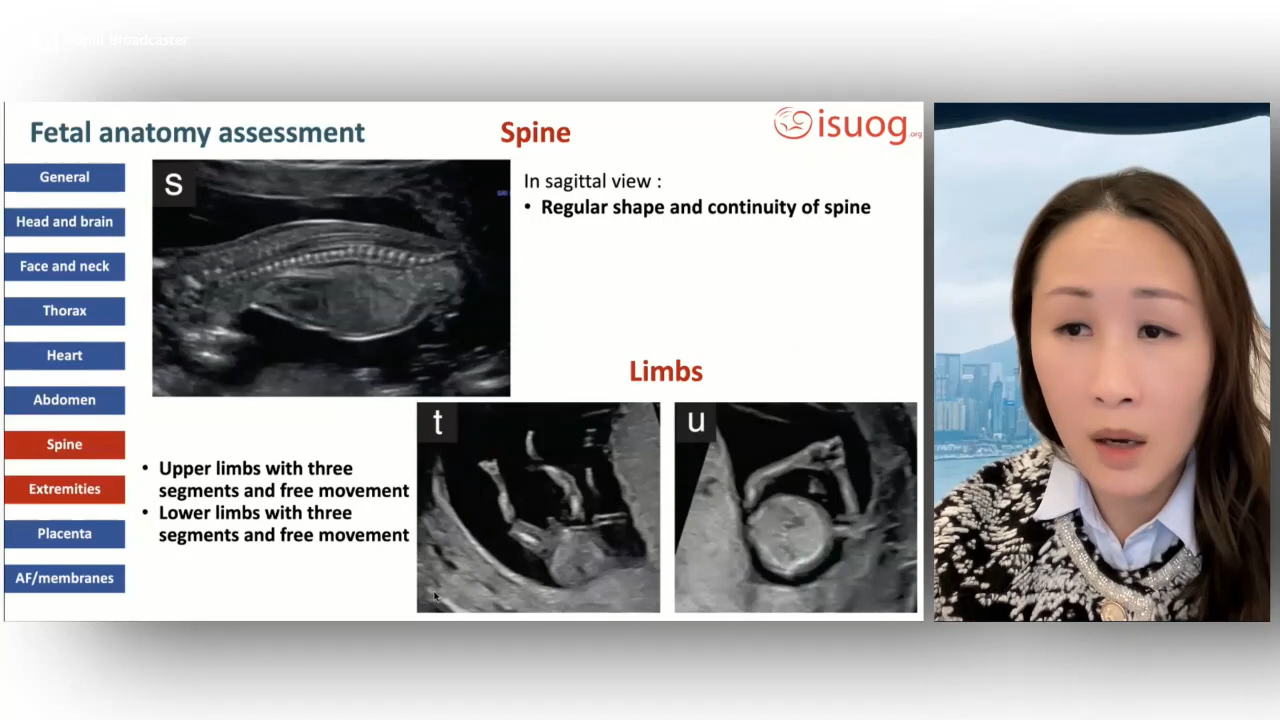 Broadcaster
Fetal anatomy assessment
Spine
isuog.org
General
Head and brain
Face and neck
Thorax
Heart
Abdomen
Spine
Extremities
Placenta
AF/membranes
s
In sagittal view :
• Regular shape and continuity of spine
Limbs
• Upper limbs with three
segments and free movement
• Lower limbs with three
segments and free movement
t
u